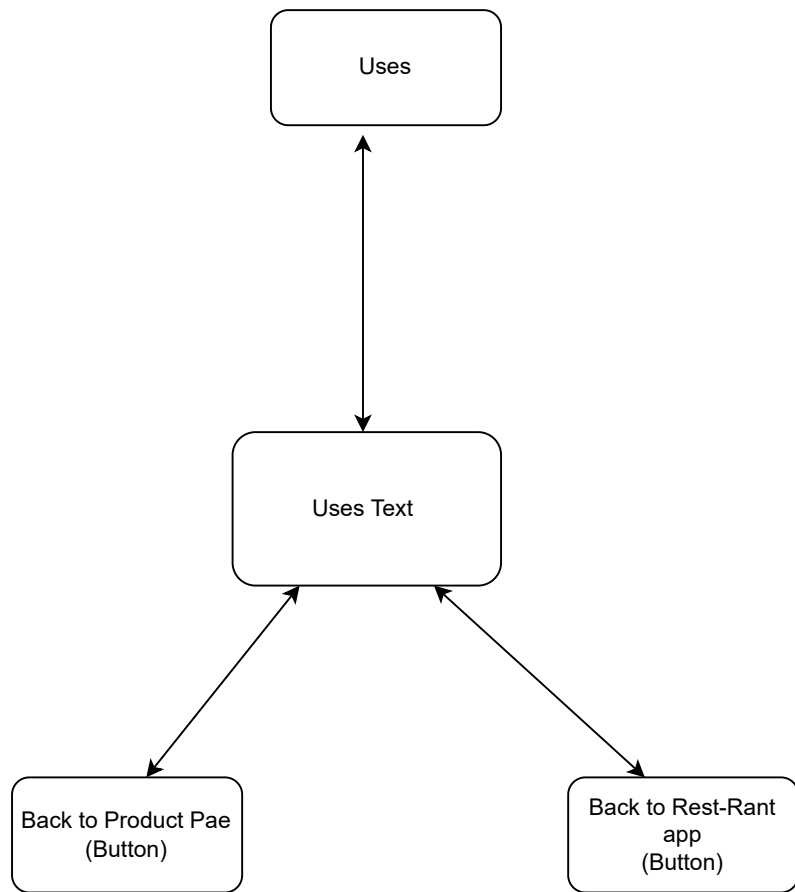 Uses
Uses Text
Back to Product Pae
(Button)
Back to Rest-Rant
app
(Button)